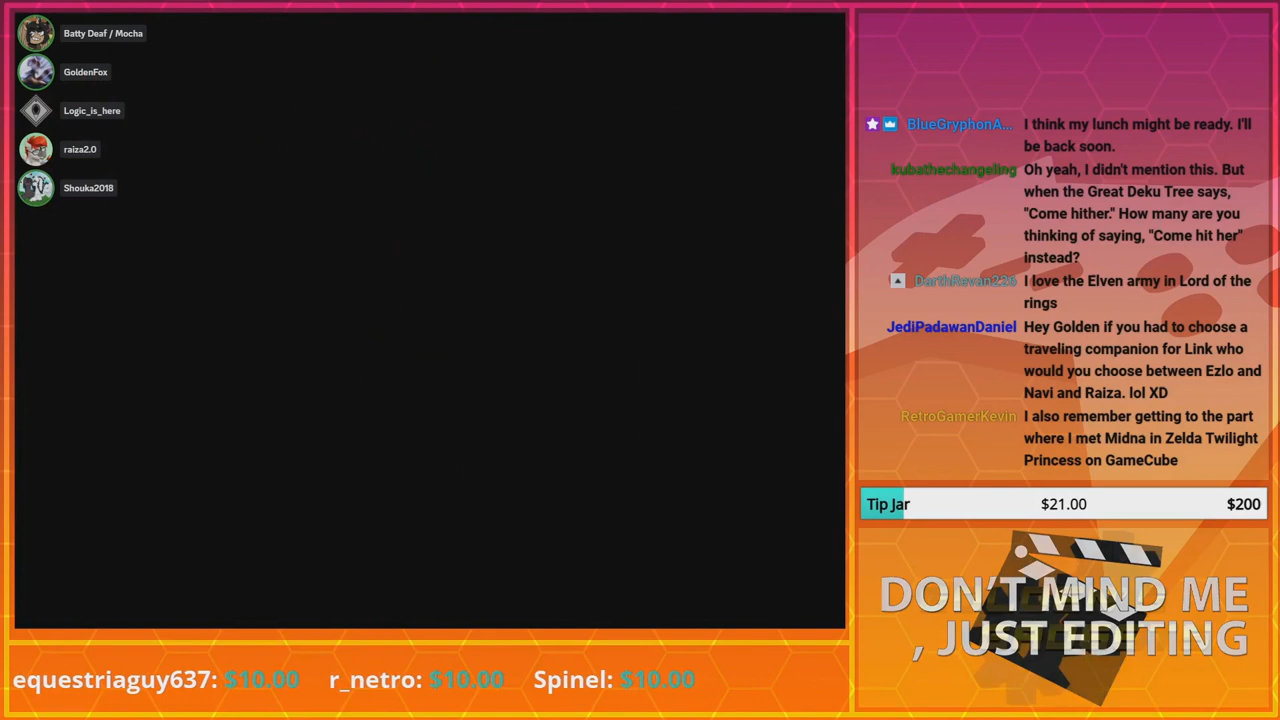 Batty Deaf / Mocha
GoldenFox
Logic_is_here
raiza2.0
Shouka2018
BlueGryphonA... I think my lunch might be ready. I'll
be back soon.
kubathechangeling Oh yeah, I didn't mention this. But
when the Great Deku Tree says,
"Come hither." How many are you
thinking of saying, "Come hit her"
instead?
DarthRevan226 I love the Elven army in Lord of the
rings
JediPadawanDaniel Hey Golden if you had to choose a
traveling companion for Link who
would you choose between Ezlo and
Navi and Raiza. lol XD
RetroGamerKevin I also remember getting to the part
where I met Midna in Zelda Twilight
Princess on GameCube
Tip Jar $21.00 $200
DON'T MIND ME
, JUST EDITING
equestriaguy637: $10.00 r_netro: $10.00 Spinel: $10.00